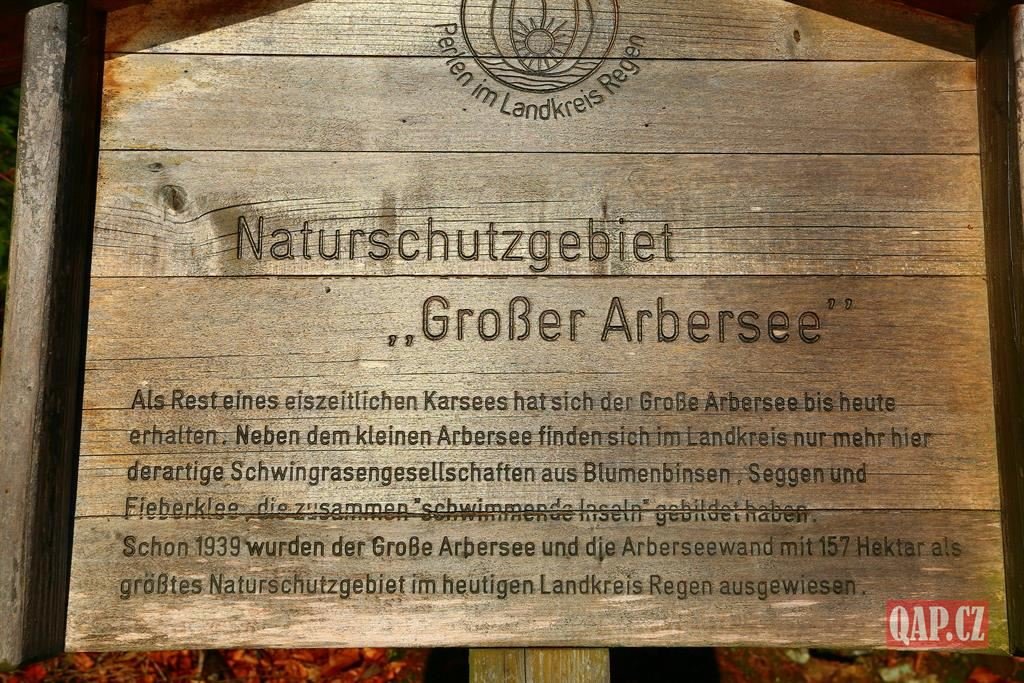 Perlen im Landkreis Regen
Naturschutzgebiet
,,Großer Arbersee’’
Als Rest eines eiszeitlichen Karsees hat sich der Große Arbersee bis heute
erhalten. Neben dem kleinen Arbersee finden sich im Landkreis nur mehr hier
derartige Schwingrasengesellschaften aus Blumenbinsen, Seggen und
Fieberklee, die zusammen "schwimmende Inseln" gebildet haben.
Schon 1939 wurden der Große Arbersee und die Arberseewand mit 157 Hektar als
größtes Naturschutzgebiet im heutigen Landkreis Regen ausgewiesen.
QAP.CZ